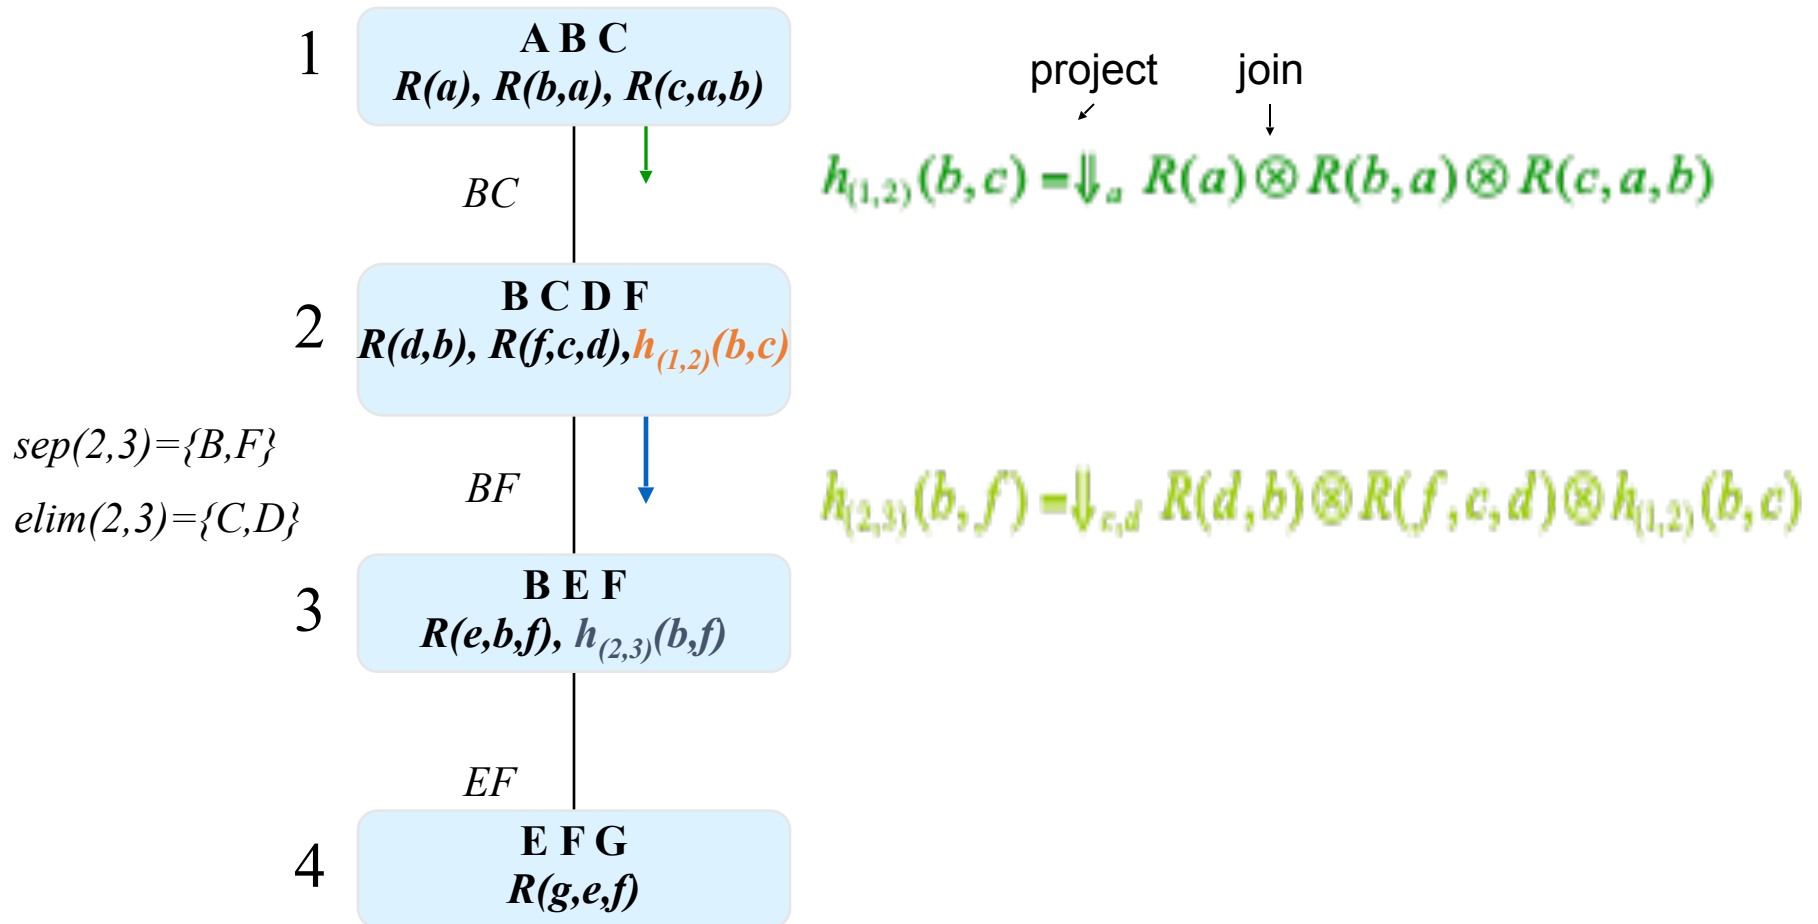 1
A B C
R(a), R(b,a), R(c,a,b)
project join
h(1,2)(b,c) =⇓a R(a)⊗R(b,a)⊗R(c,a,b)
BC
2
B C D F
R(d,b), R(f,c,d),h(1,2)(b,c)
sep(2,3)={B,F}
elim(2,3)={C,D}
BF
h(2,3)(b,f) =⇓c,d R(d,b)⊗R(f,c,d)⊗h(1,2)(b,c)
3
B E F
R(e,b,f), h(2,3)(b,f)
EF
4
E F G
R(g,e,f)